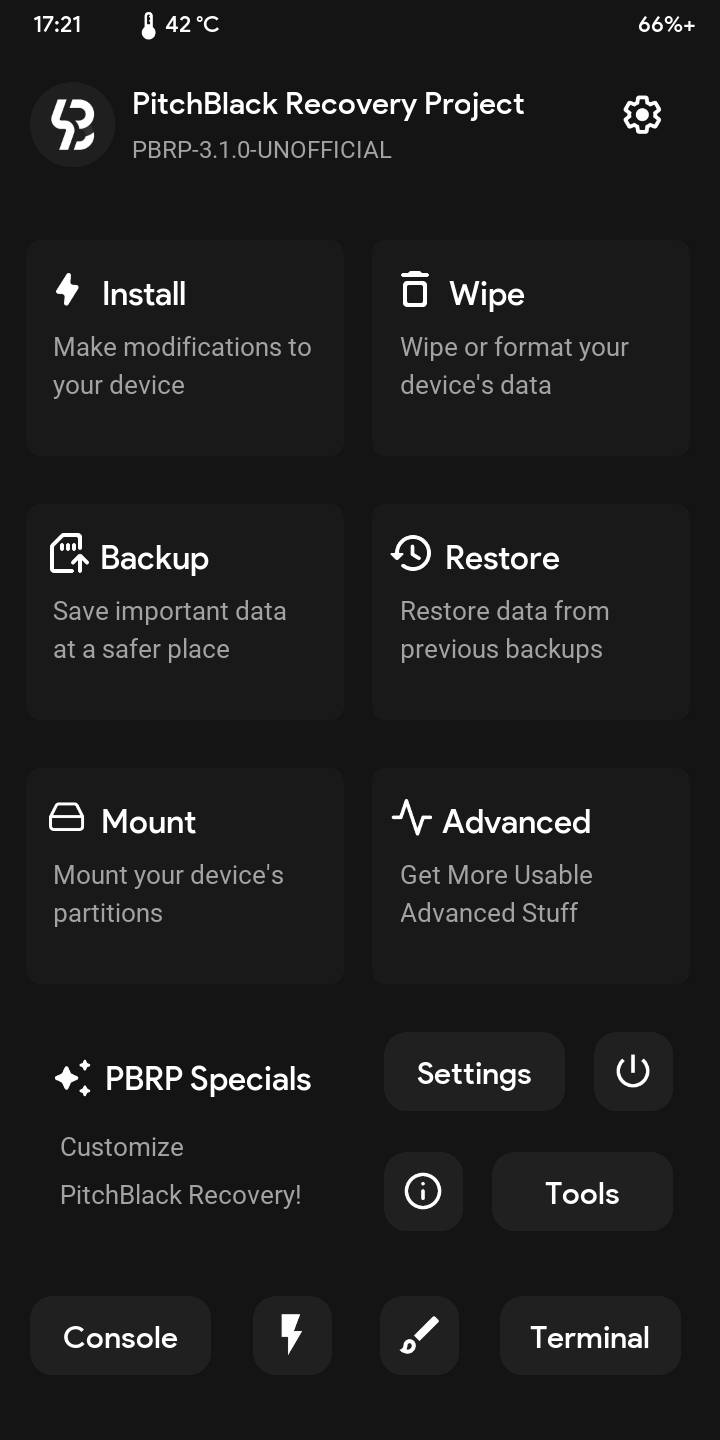 17:21
42 °C
66%+
PitchBlack Recovery Project
PBRP-3.1.0-UNOFFICIAL
Install
Make modifications to
your device
Wipe
Wipe or format your
device's data
Backup
Save important data
at a safer place
Restore
Restore data from
previous backups
Mount
Mount your device's
partitions
Advanced
Get More Usable
Advanced Stuff
PBRP Specials
Customize
PitchBlack Recovery!
Settings
Tools
Console
Terminal